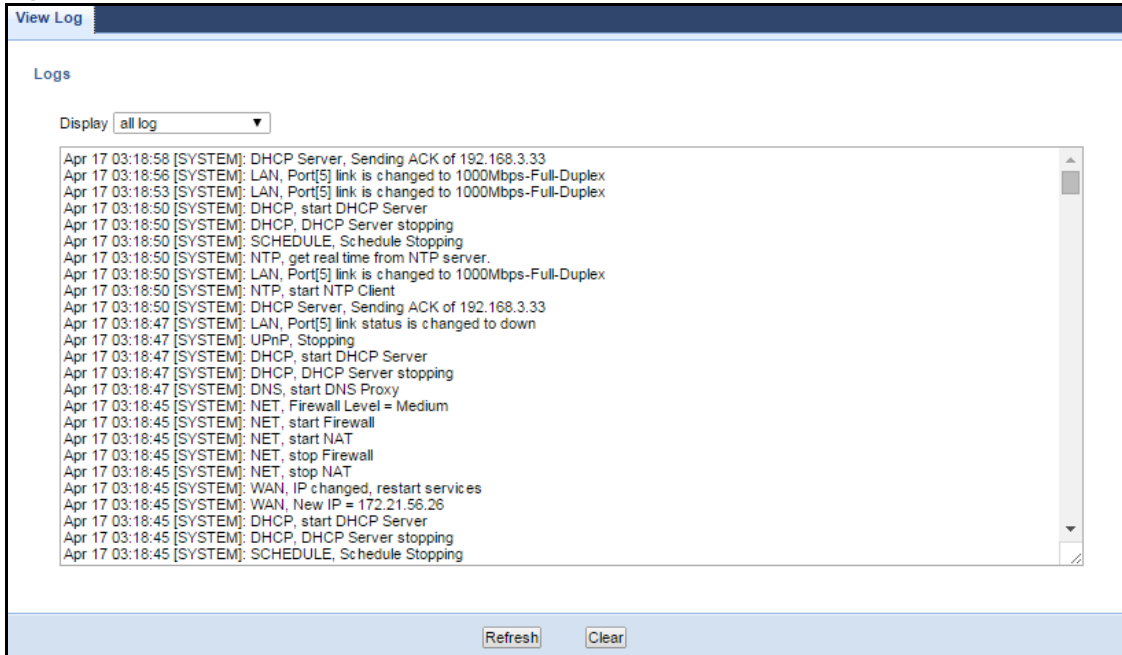 View Log
Logs
Display all log
Apr 17 03:18:58 [SYSTEM]: DHCP Server, Sending ACK of 192.168.3.33
Apr 17 03:18:56 [SYSTEM]: LAN, Port[5] link is changed to 1000Mbps-Full-Duplex
Apr 17 03:18:53 [SYSTEM]: LAN, Port[5] link is changed to 1000Mbps-Full-Duplex
Apr 17 03:18:50 [SYSTEM]: DHCP, start DHCP Server
Apr 17 03:18:50 [SYSTEM]: DHCP, DHCP Server stopping
Apr 17 03:18:50 [SYSTEM]: SCHEDULE, Schedule Stopping
Apr 17 03:18:50 [SYSTEM]: NTP, get real time from NTP server.
Apr 17 03:18:50 [SYSTEM]: LAN, Port[5] link is changed to 1000Mbps-Full-Duplex
Apr 17 03:18:50 [SYSTEM]: NTP, start NTP Client
Apr 17 03:18:50 [SYSTEM]: DHCP Server, Sending ACK of 192.168.3.33
Apr 17 03:18:47 [SYSTEM]: LAN, Port[5] link status is changed to down
Apr 17 03:18:47 [SYSTEM]: UPnP, Stopping
Apr 17 03:18:47 [SYSTEM]: DHCP, start DHCP Server
Apr 17 03:18:47 [SYSTEM]: DHCP, DHCP Server stopping
Apr 17 03:18:47 [SYSTEM]: DNS, start DNS Proxy
Apr 17 03:18:45 [SYSTEM]: NET, Firewall Level = Medium
Apr 17 03:18:45 [SYSTEM]: NET, start Firewall
Apr 17 03:18:45 [SYSTEM]: NET, start NAT
Apr 17 03:18:45 [SYSTEM]: NET, stop Firewall
Apr 17 03:18:45 [SYSTEM]: NET, stop NAT
Apr 17 03:18:45 [SYSTEM]: WAN, IP changed, restart services
Apr 17 03:18:45 [SYSTEM]: WAN, New IP = 172.21.56.26
Apr 17 03:18:45 [SYSTEM]: DHCP, start DHCP Server
Apr 17 03:18:45 [SYSTEM]: DHCP, DHCP Server stopping
Apr 17 03:18:45 [SYSTEM]: SCHEDULE, Schedule Stopping
Refresh Clear